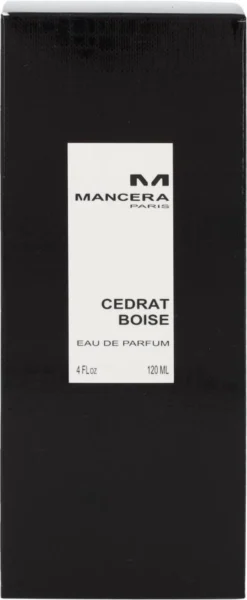 M
MANCERA
PARIS
CEDRAT
BOISE
EAU DE PARFUM
4 Fl.oz 120 ML